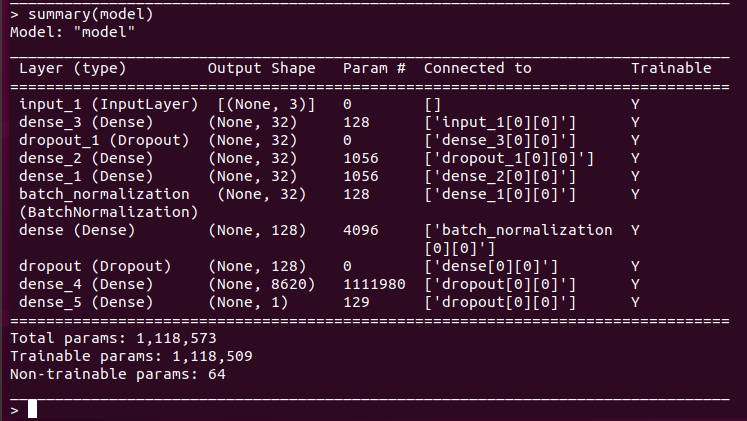 > summary(model)
Model: "model"
________________________________________________________________________________
 Layer (type)         Output Shape   Param #  Connected to           Trainable
================================================================================
 input_1 (InputLayer)  [(None, 3)]   0        []                     Y
 dense_3 (Dense)      (None, 32)     128      ['input_1[0][0]']      Y
 dropout_1 (Dropout)  (None, 32)     0        ['dense_3[0][0]']      Y
 dense_2 (Dense)      (None, 32)     1056     ['dropout_1[0][0]']    Y
 dense_1 (Dense)      (None, 32)     1056     ['dense_2[0][0]']      Y
 batch_normalization   (None, 32)    128      ['dense_1[0][0]']      Y
 (BatchNormalization)
 dense (Dense)        (None, 128)    4096     ['batch_normalization  Y
                                              [0][0]']
 dropout (Dropout)    (None, 128)    0        ['dense[0][0]']        Y
 dense_4 (Dense)      (None, 8620)   1111980  ['dropout[0][0]']      Y
 dense_5 (Dense)      (None, 1)      129      ['dropout[0][0]']      Y
================================================================================
Total params: 1,118,573
Trainable params: 1,118,509
Non-trainable params: 64
________________________________________________________________________________
>